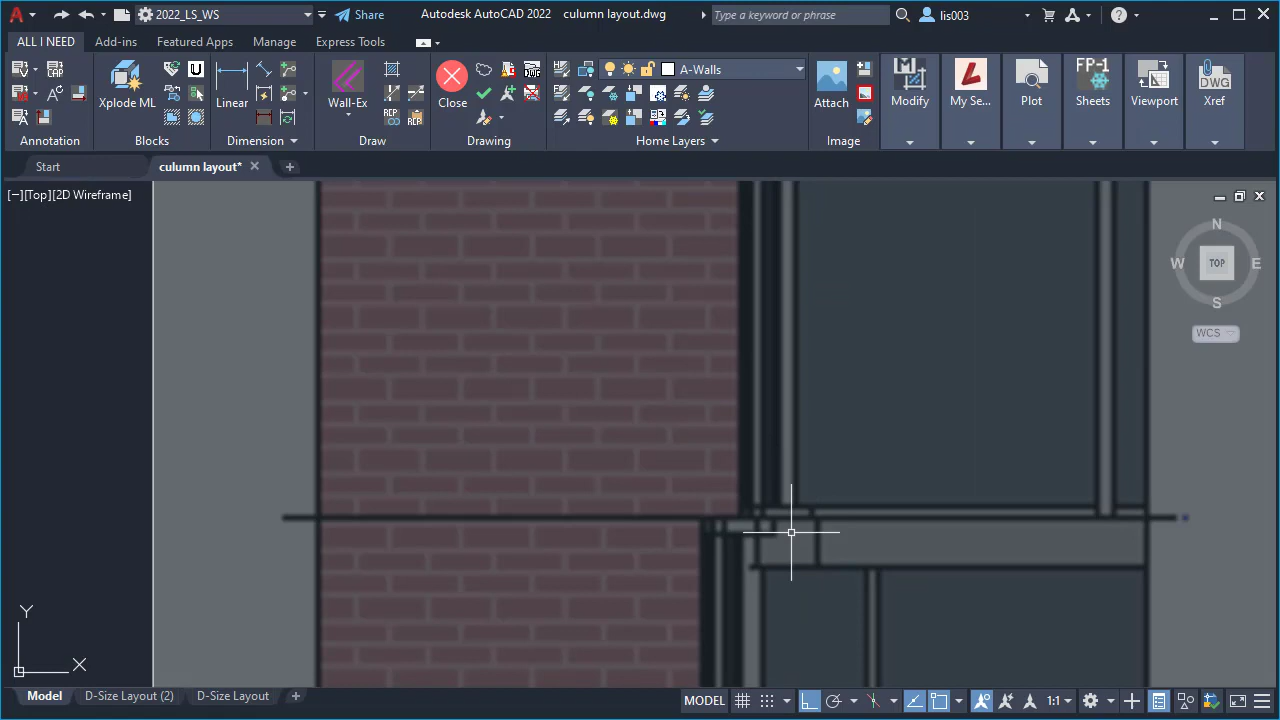 2022_LS_WS
Share
Autodesk AutoCAD 2022 culumn layout.dwg
Type a keyword or phrase
lis003
ALL I NEED
Add-ins
Featured Apps
Manage
Express Tools
Xplode ML
Linear
Wall-Ex
Close
A-Walls
Attach
Modify
My Se...
Plot
FP-1
Sheets
Viewport
DWG
Xref
Annotation
Blocks
Dimension
Draw
Drawing
Home Layers
Image
Start
culumn layout*
[−][Top][2D Wireframe]
N
W
TOP
E
S
WCS
Y
X
Model
D-Size Layout (2)
D-Size Layout
MODEL
1:1